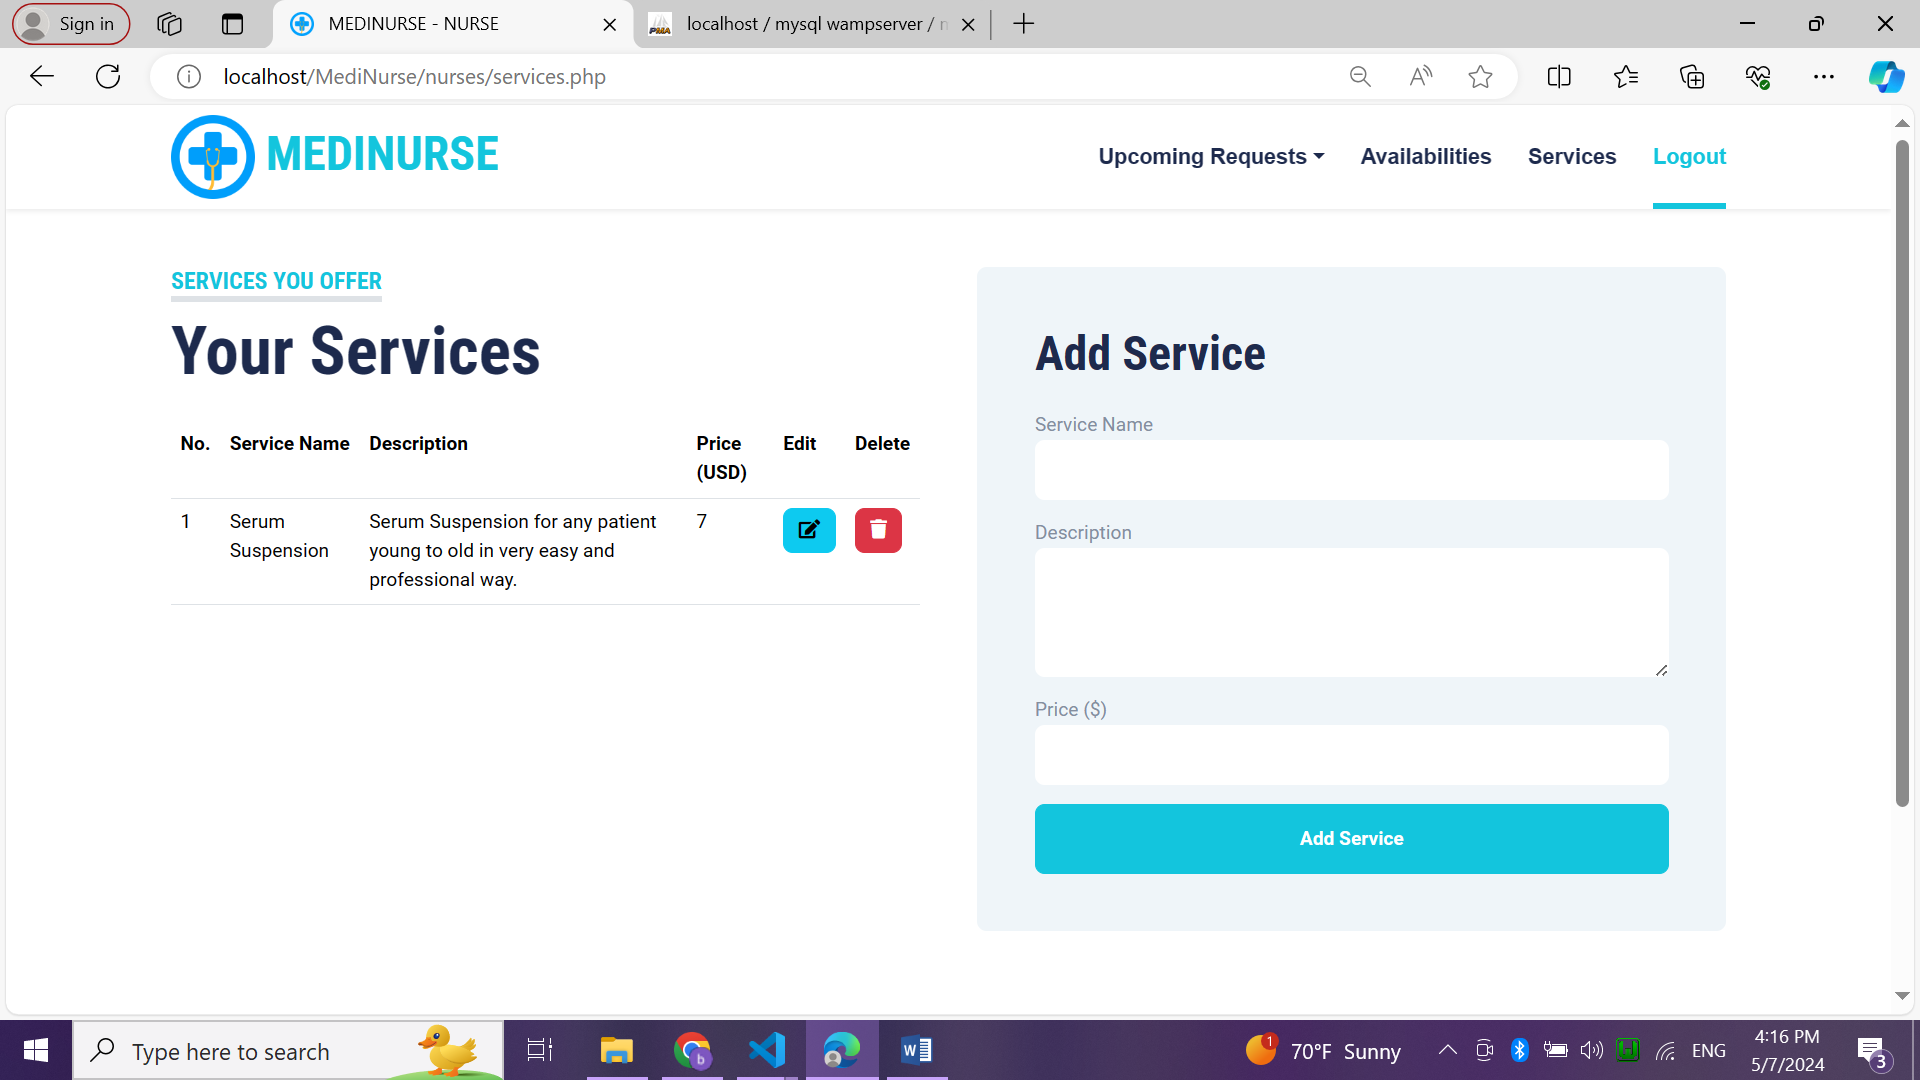 Sign in
MEDINURSE - NURSE
localhost / mysql wampserver /
localhost/MediNurse/nurses/services.php
MEDINURSE
Upcoming Requests
Availabilities
Services
Logout
SERVICES YOU OFFER
Your Services
No. Service Name Description Price Edit Delete
(USD)
1 Serum Serum Suspension for any patient 7
Suspension young to old in very easy and
professional way.
Add Service
Service Name
Description
Price ($)
Add Service
Type here to search
1
70°F Sunny
ENG
4:16 PM
5/7/2024
3